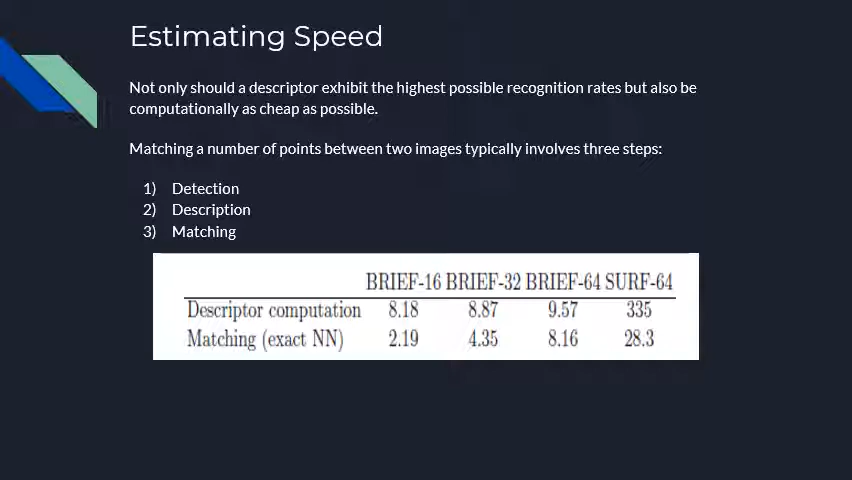 Estimating Speed
Not only should a descriptor exhibit the highest possible recognition rates but also be
computationally as cheap as possible.
Matching a number of points between two images typically involves three steps:
1) Detection
2) Description
3) Matching
BRIEF-16 BRIEF-32 BRIEF-64 SURF-64
Descriptor computation 8.18 8.87 9.57 335
Matching (exact NN) 2.19 4.35 8.16 28.3